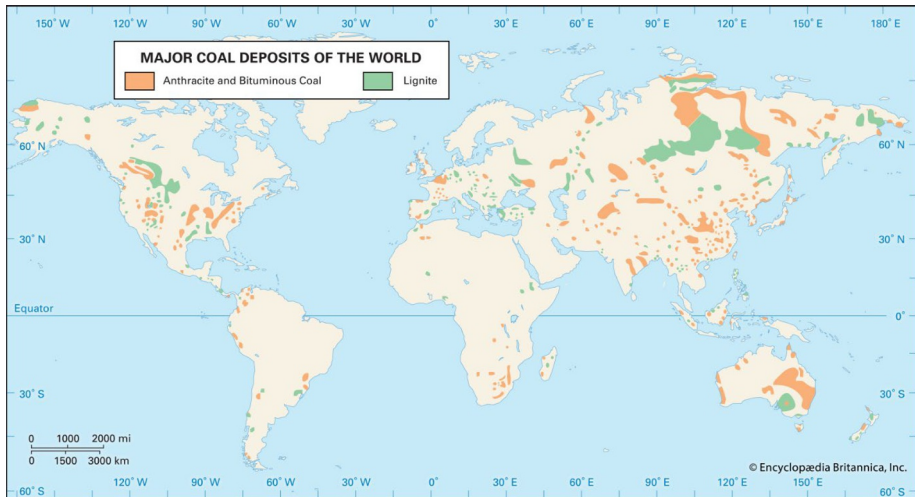 150° W 120° W 90° W 60° W 30° W 0° 30° E 60° E 90° E 120° E 150° E 180° E
MAJOR COAL DEPOSITS OF THE WORLD
Anthracite and Bituminous Coal Lignite
60° N 60° N
30° N 30° N
Equator 0°
30° S 30° S
0 1000 2000 mi
0 1500 3000 km
© Encyclopædia Britannica, Inc.
60° S 120° W 90° W 60° W 30° W 0° 30° E 60° E 90° E 120° E 150° E 60° S